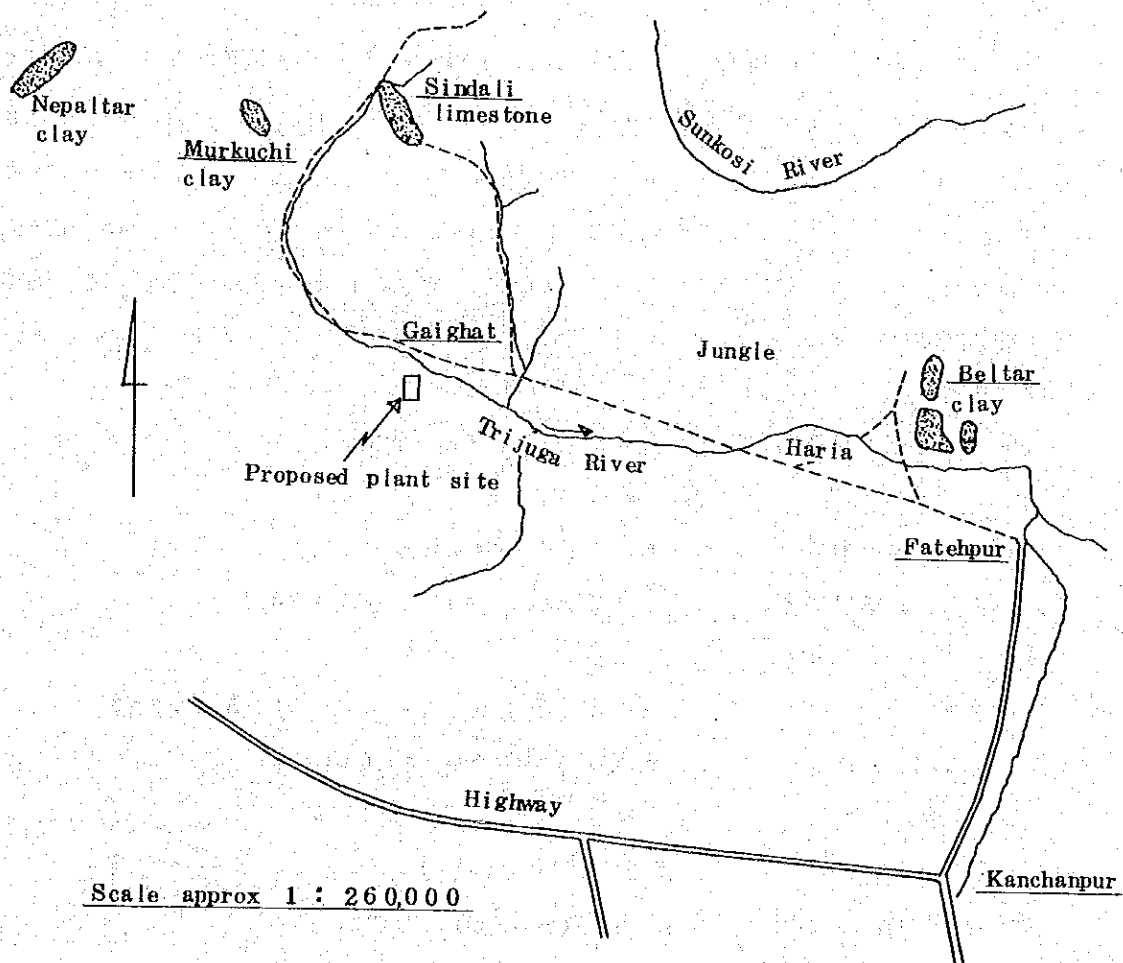 Nepaltar
clay
Murkuchi
clay
Sindali
limestone
Sunkosi River
Gaighat
Jungle
Beltar
clay
Trijuga River
Haria
Proposed plant site
Fatehpur
Highway
Kanchanpur
Scale approx 1 : 260,000